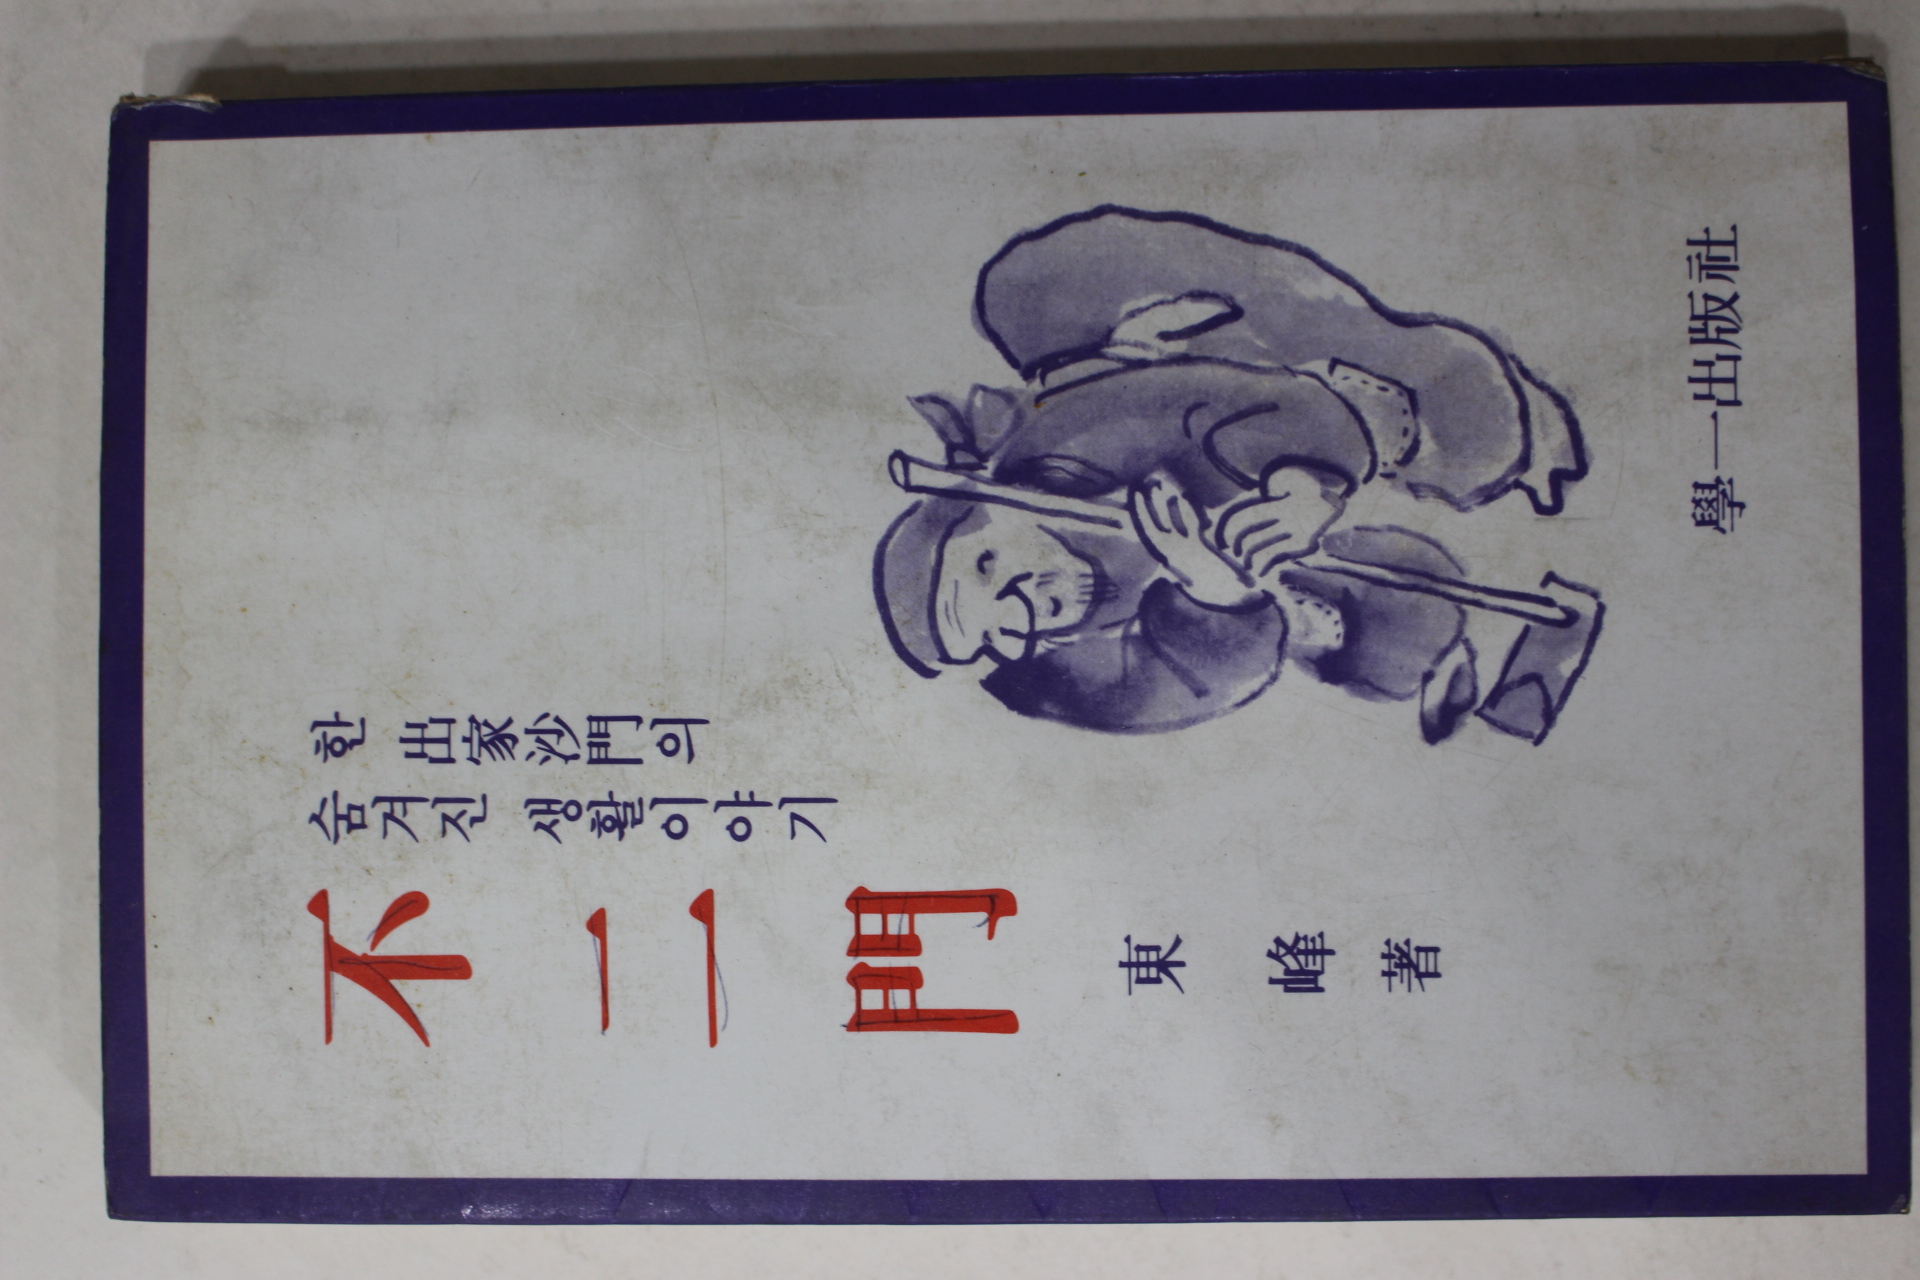 한 出家沙門의
숨겨진 생활이야기
不二門
東峰 著
學一出版社